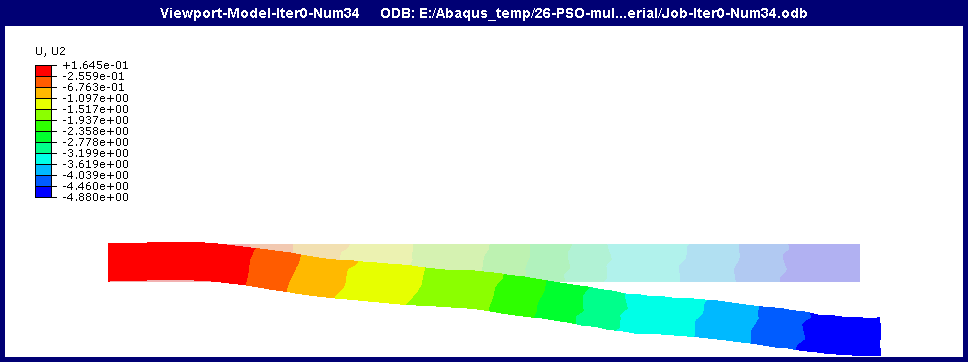 Viewport-Model-Iter0-Num34 ODB: E:/Abaqus_temp/26-PSO-mul...erial/Job-Iter0-Num34.odb
U, U2
+1.645e-01
-2.559e-01
-6.763e-01
-1.097e+00
-1.517e+00
-1.937e+00
-2.358e+00
-2.778e+00
-3.199e+00
-3.619e+00
-4.039e+00
-4.460e+00
-4.880e+00